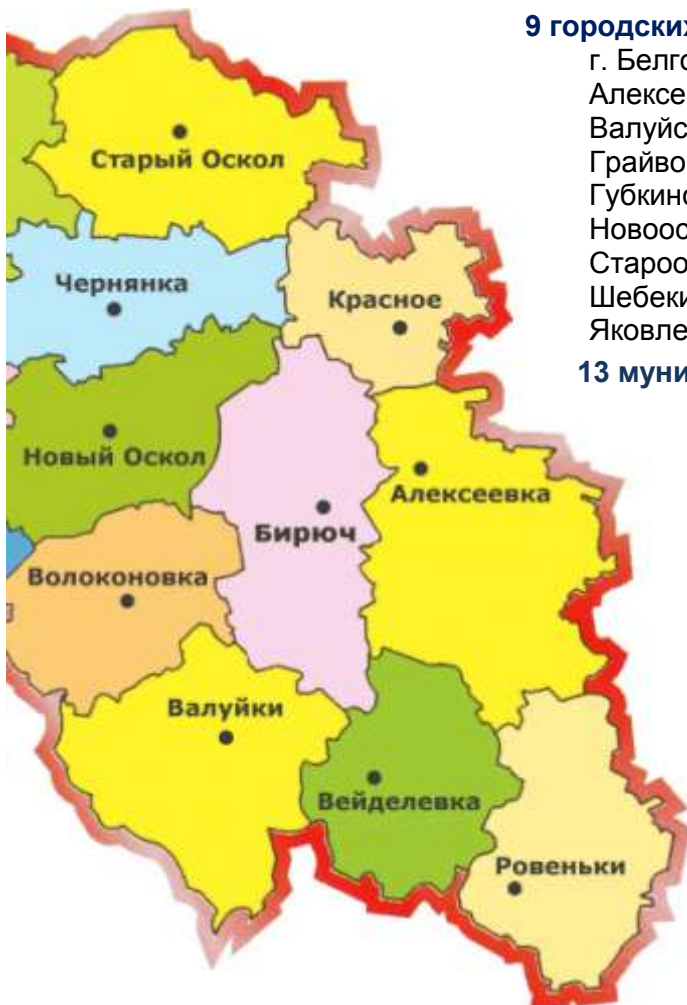 9 городских
г. Белго
Алексе
Валуйс
Грайво
Губкинс
Новоос
Староо
Шебеки
Яковле
13 муни
Старый Оскол
Чернянка
Красное
Новый Оскол
Алексеевка
Бирюч
Волоконовка
Валуйки
Вейделевка
Ровеньки